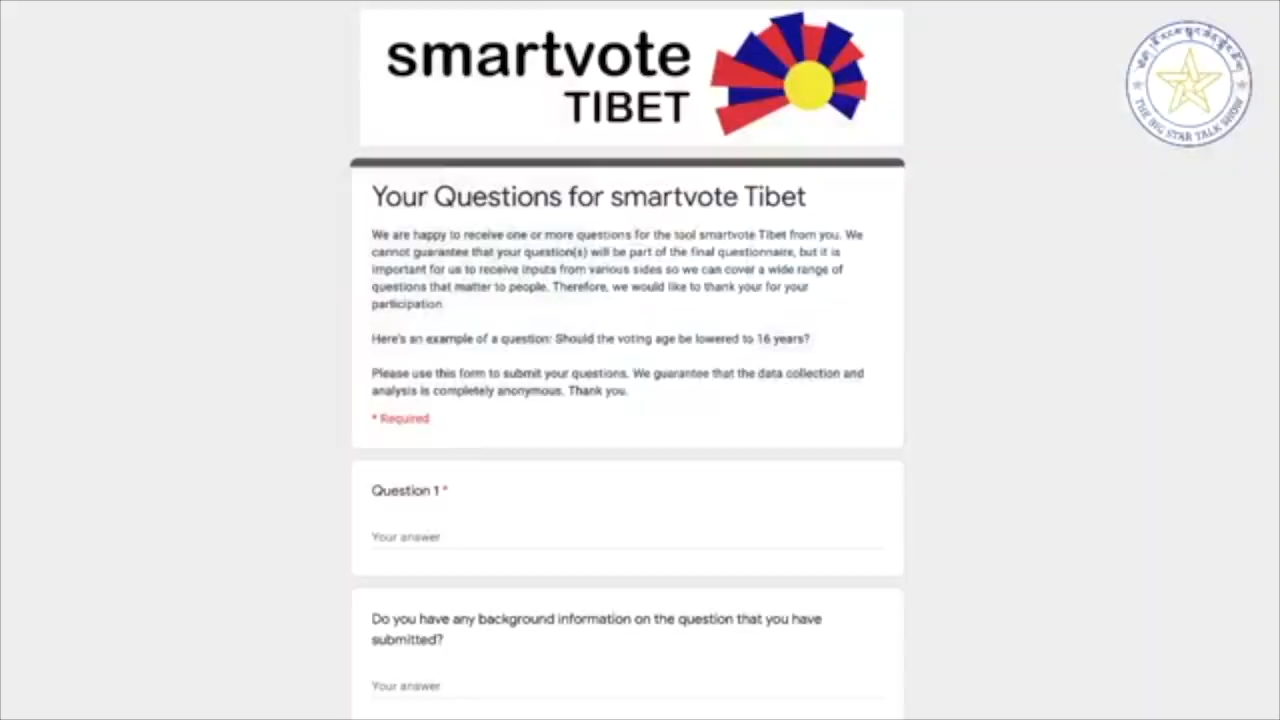 smartvote
TIBET
THE BIG STAR TALK SHOW
Your Questions for smartvote Tibet
We are happy to receive one or more questions for the tool smartvote Tibet from you. We
cannot guarantee that your question(s) will be part of the final questionnaire, but it is
important for us to receive inputs from various sides so we can cover a wide range of
questions that matter to people. Therefore, we would like to thank your for your
participation
Here's an example of a question: Should the voting age be lowered to 16 years?
Please use this form to submit your questions. We guarantee that the data collection and
analysis is completely anonymous. Thank you.
* Required
Question 1 *
Your answer
Do you have any background information on the question that you have
submitted?
Your answer